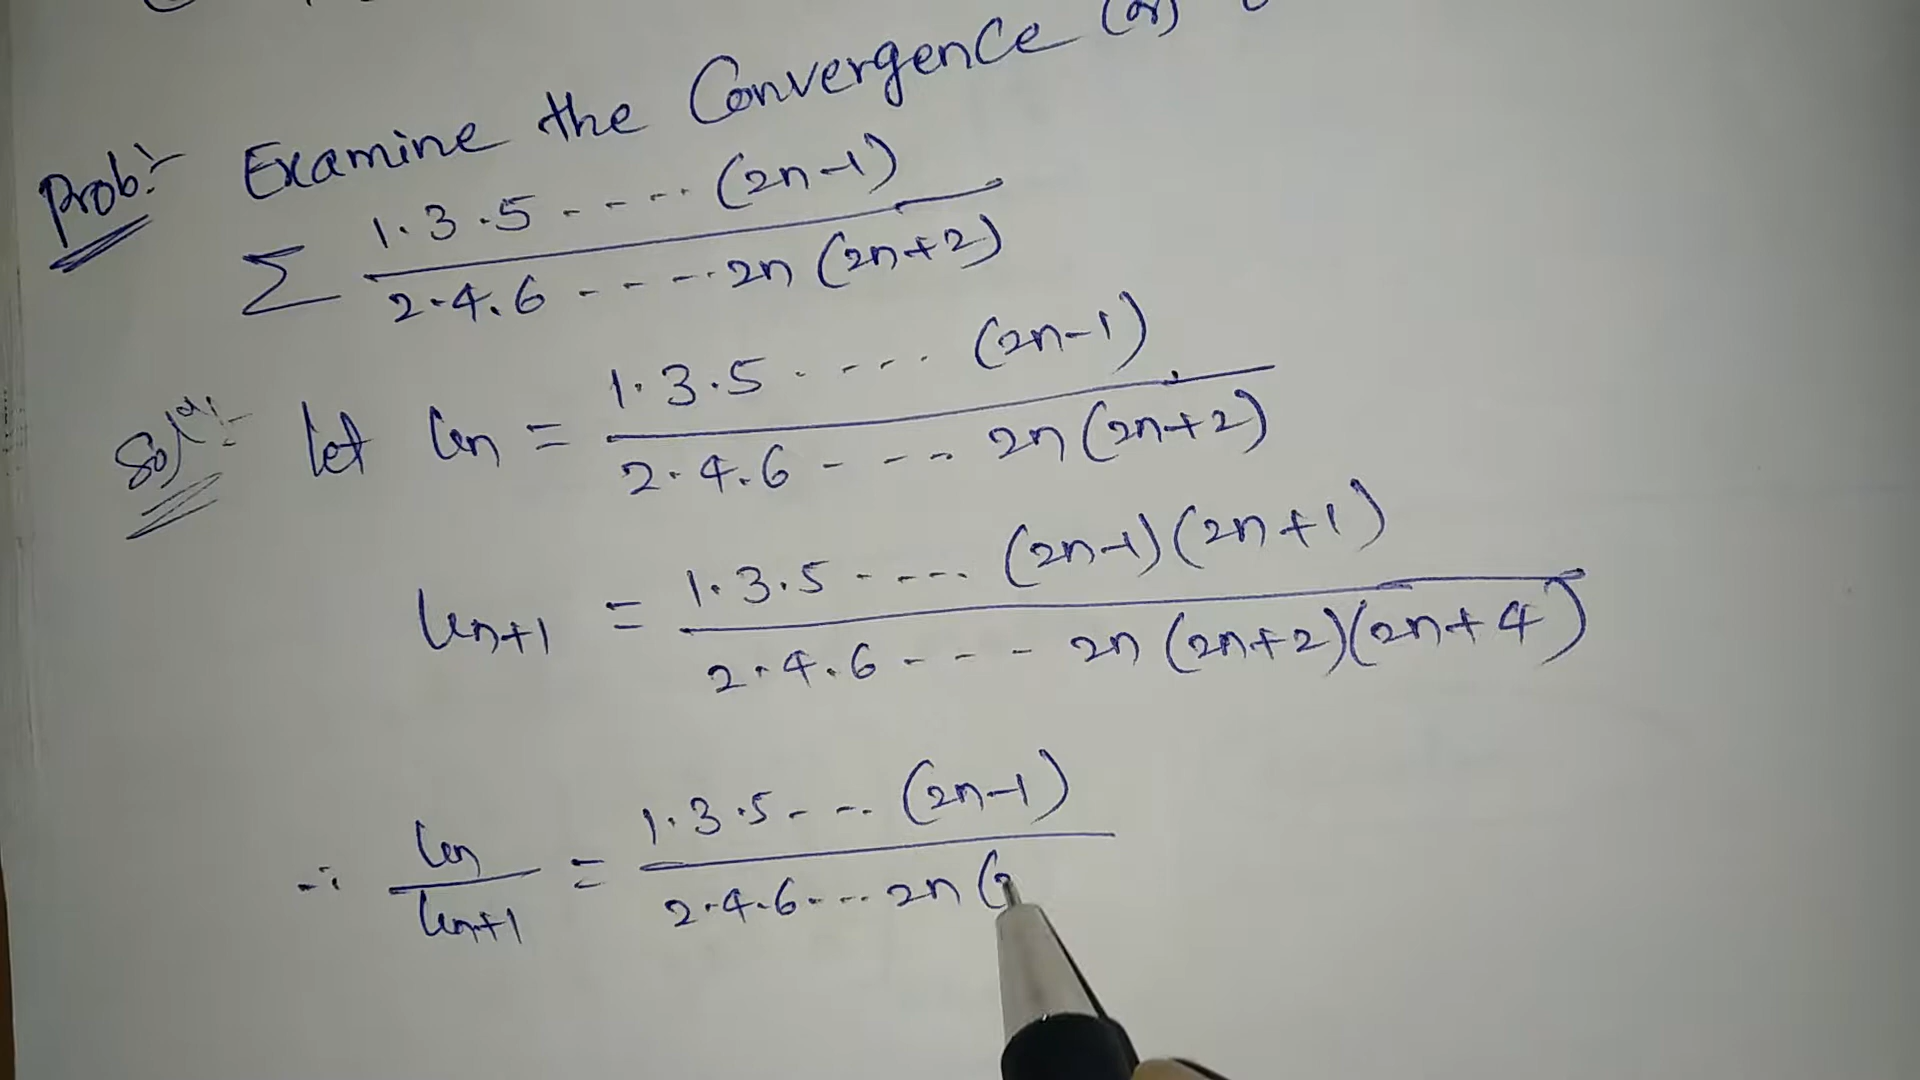 Prob:- Examine the Convergence (or)
∑ 1·3·5----(2n-1) / 2·4·6----2n(2n+2)
Solⁿ:- let un = 1·3·5----(2n-1) / 2·4·6----2n(2n+2)
un+1 = 1·3·5----(2n-1)(2n+1) / 2·4·6---2n(2n+2)(2n+4)
∴ un/un+1 = 1·3·5---(2n-1) / 2·4·6---2n(2